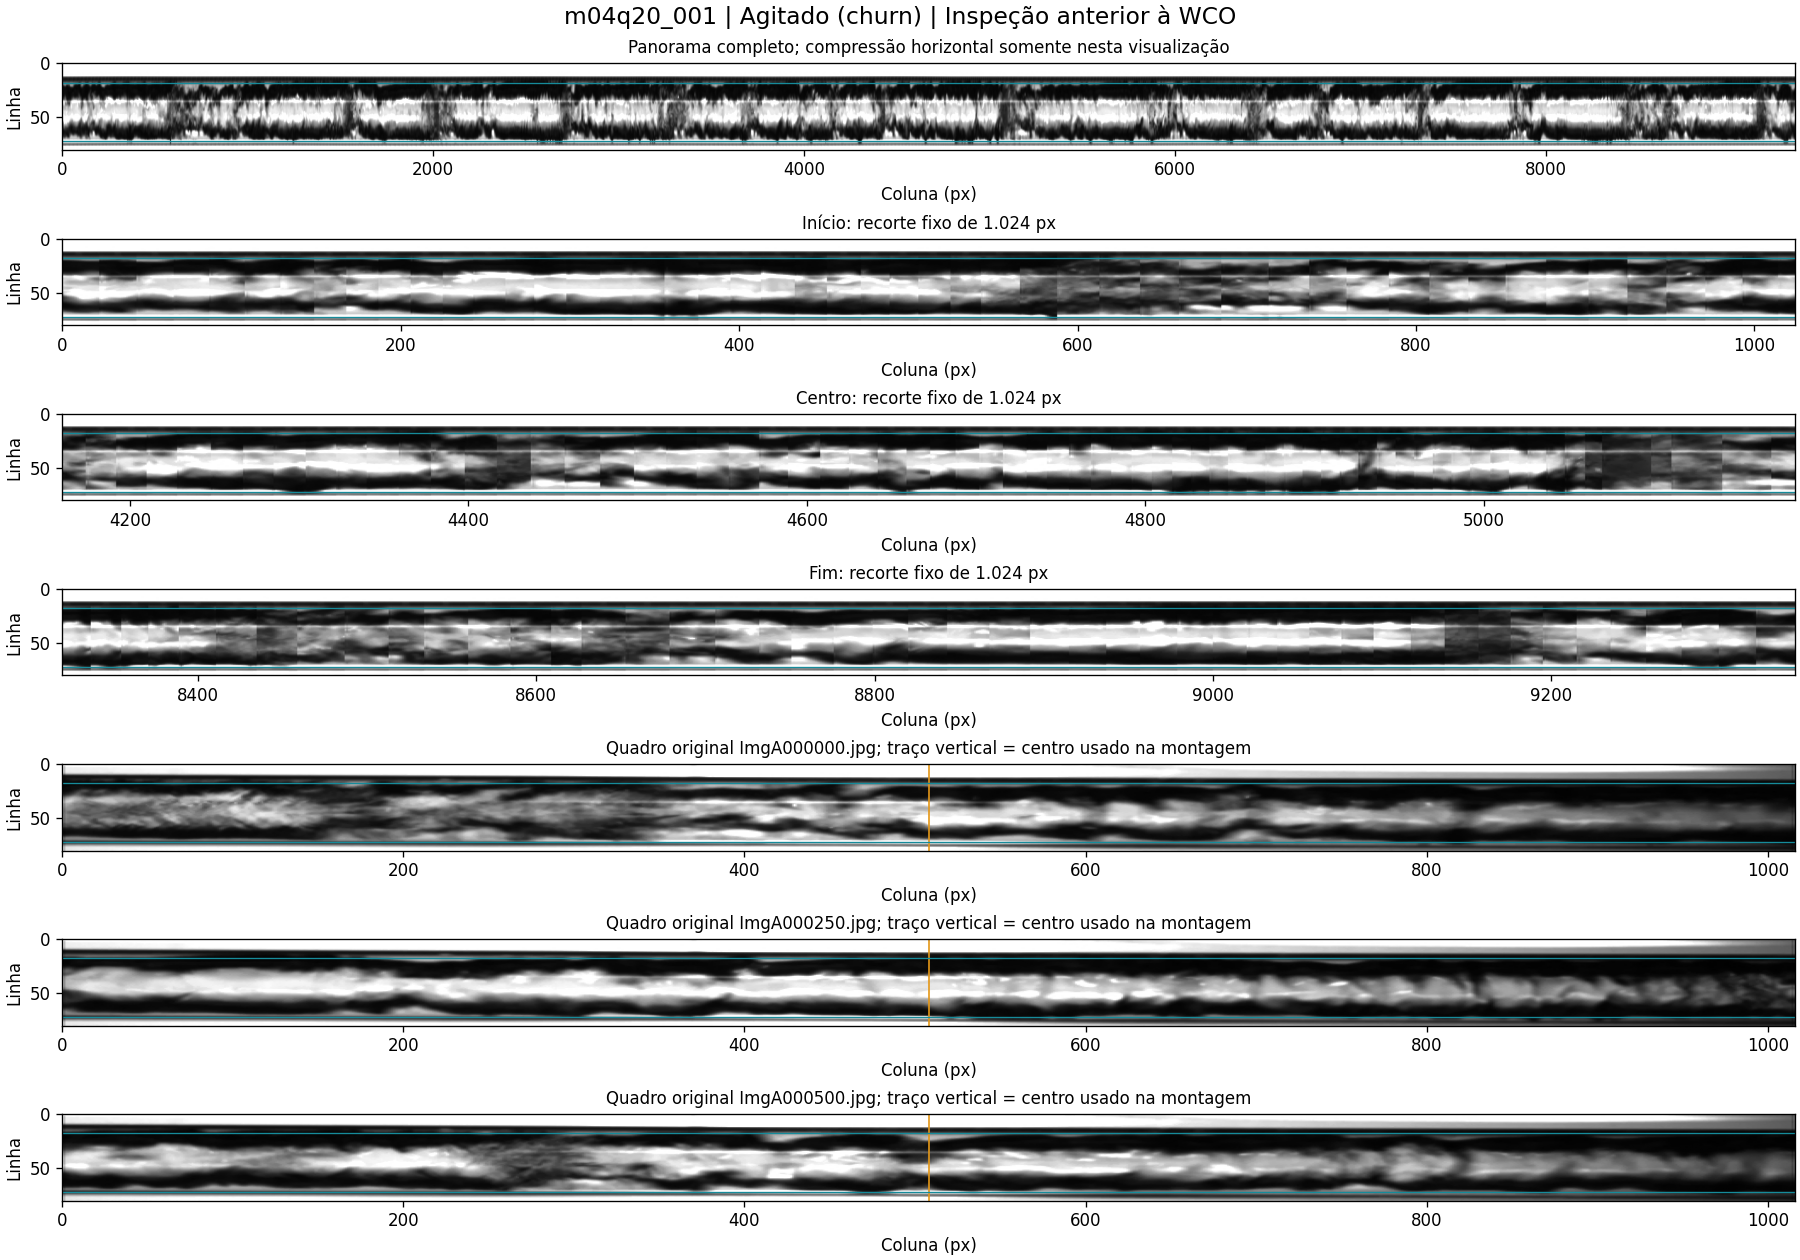 m04q20_001 | Agitado (churn) | Inspeção anterior à WCO
Panorama completo; compressão horizontal somente nesta visualização
0
50
Linha
0 2000 4000 6000 8000
Coluna (px)
Início: recorte fixo de 1.024 px
0
50
Linha
0 200 400 600 800 1000
Coluna (px)
Centro: recorte fixo de 1.024 px
0
50
Linha
4200 4400 4600 4800 5000
Coluna (px)
Fim: recorte fixo de 1.024 px
0
50
Linha
8400 8600 8800 9000 9200
Coluna (px)
Quadro original ImgA000000.jpg; traço vertical = centro usado na montagem
0
50
Linha
0 200 400 600 800 1000
Coluna (px)
Quadro original ImgA000250.jpg; traço vertical = centro usado na montagem
0
50
Linha
0 200 400 600 800 1000
Coluna (px)
Quadro original ImgA000500.jpg; traço vertical = centro usado na montagem
0
50
Linha
0 200 400 600 800 1000
Coluna (px)